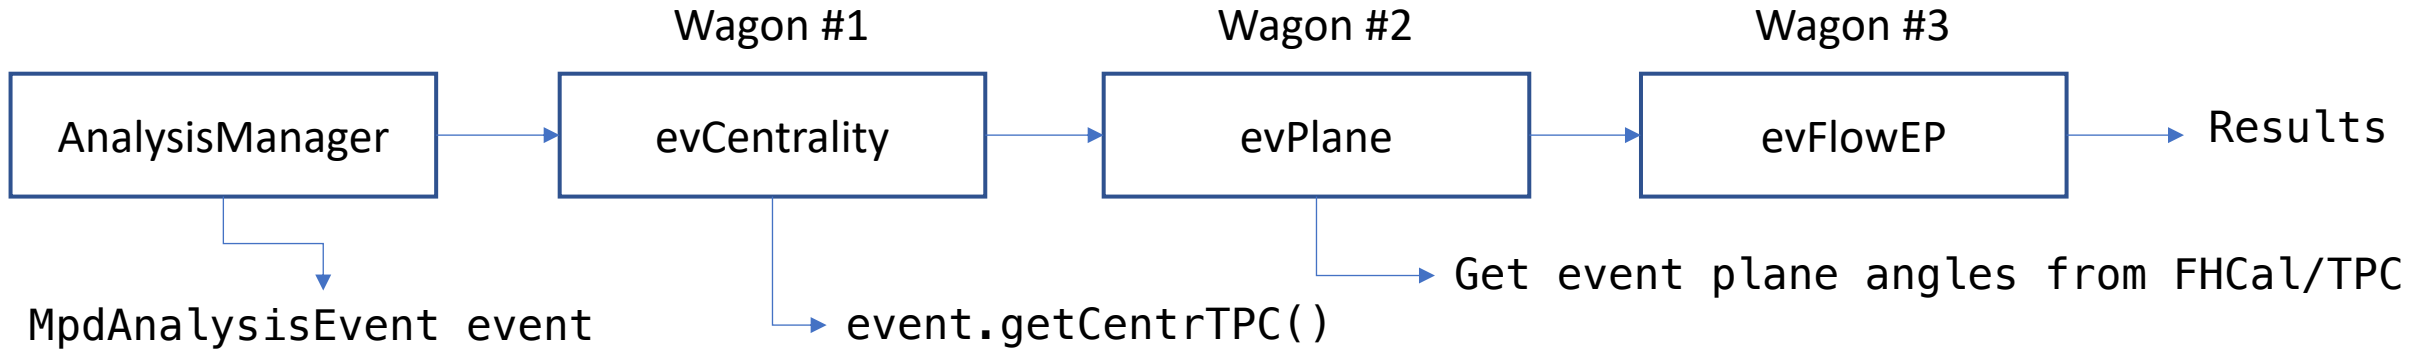 Wagon #1
Wagon #2
Wagon #3
AnalysisManager
evCentrality
evPlane
evFlowEP
Results
Get event plane angles from FHCal/TPC
MpdAnalysisEvent event
event.getCentrTPC()